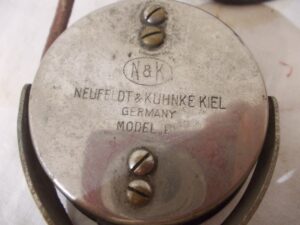 N&K
NEUFELDT & KUHNKE KIEL
GERMANY
MODEL